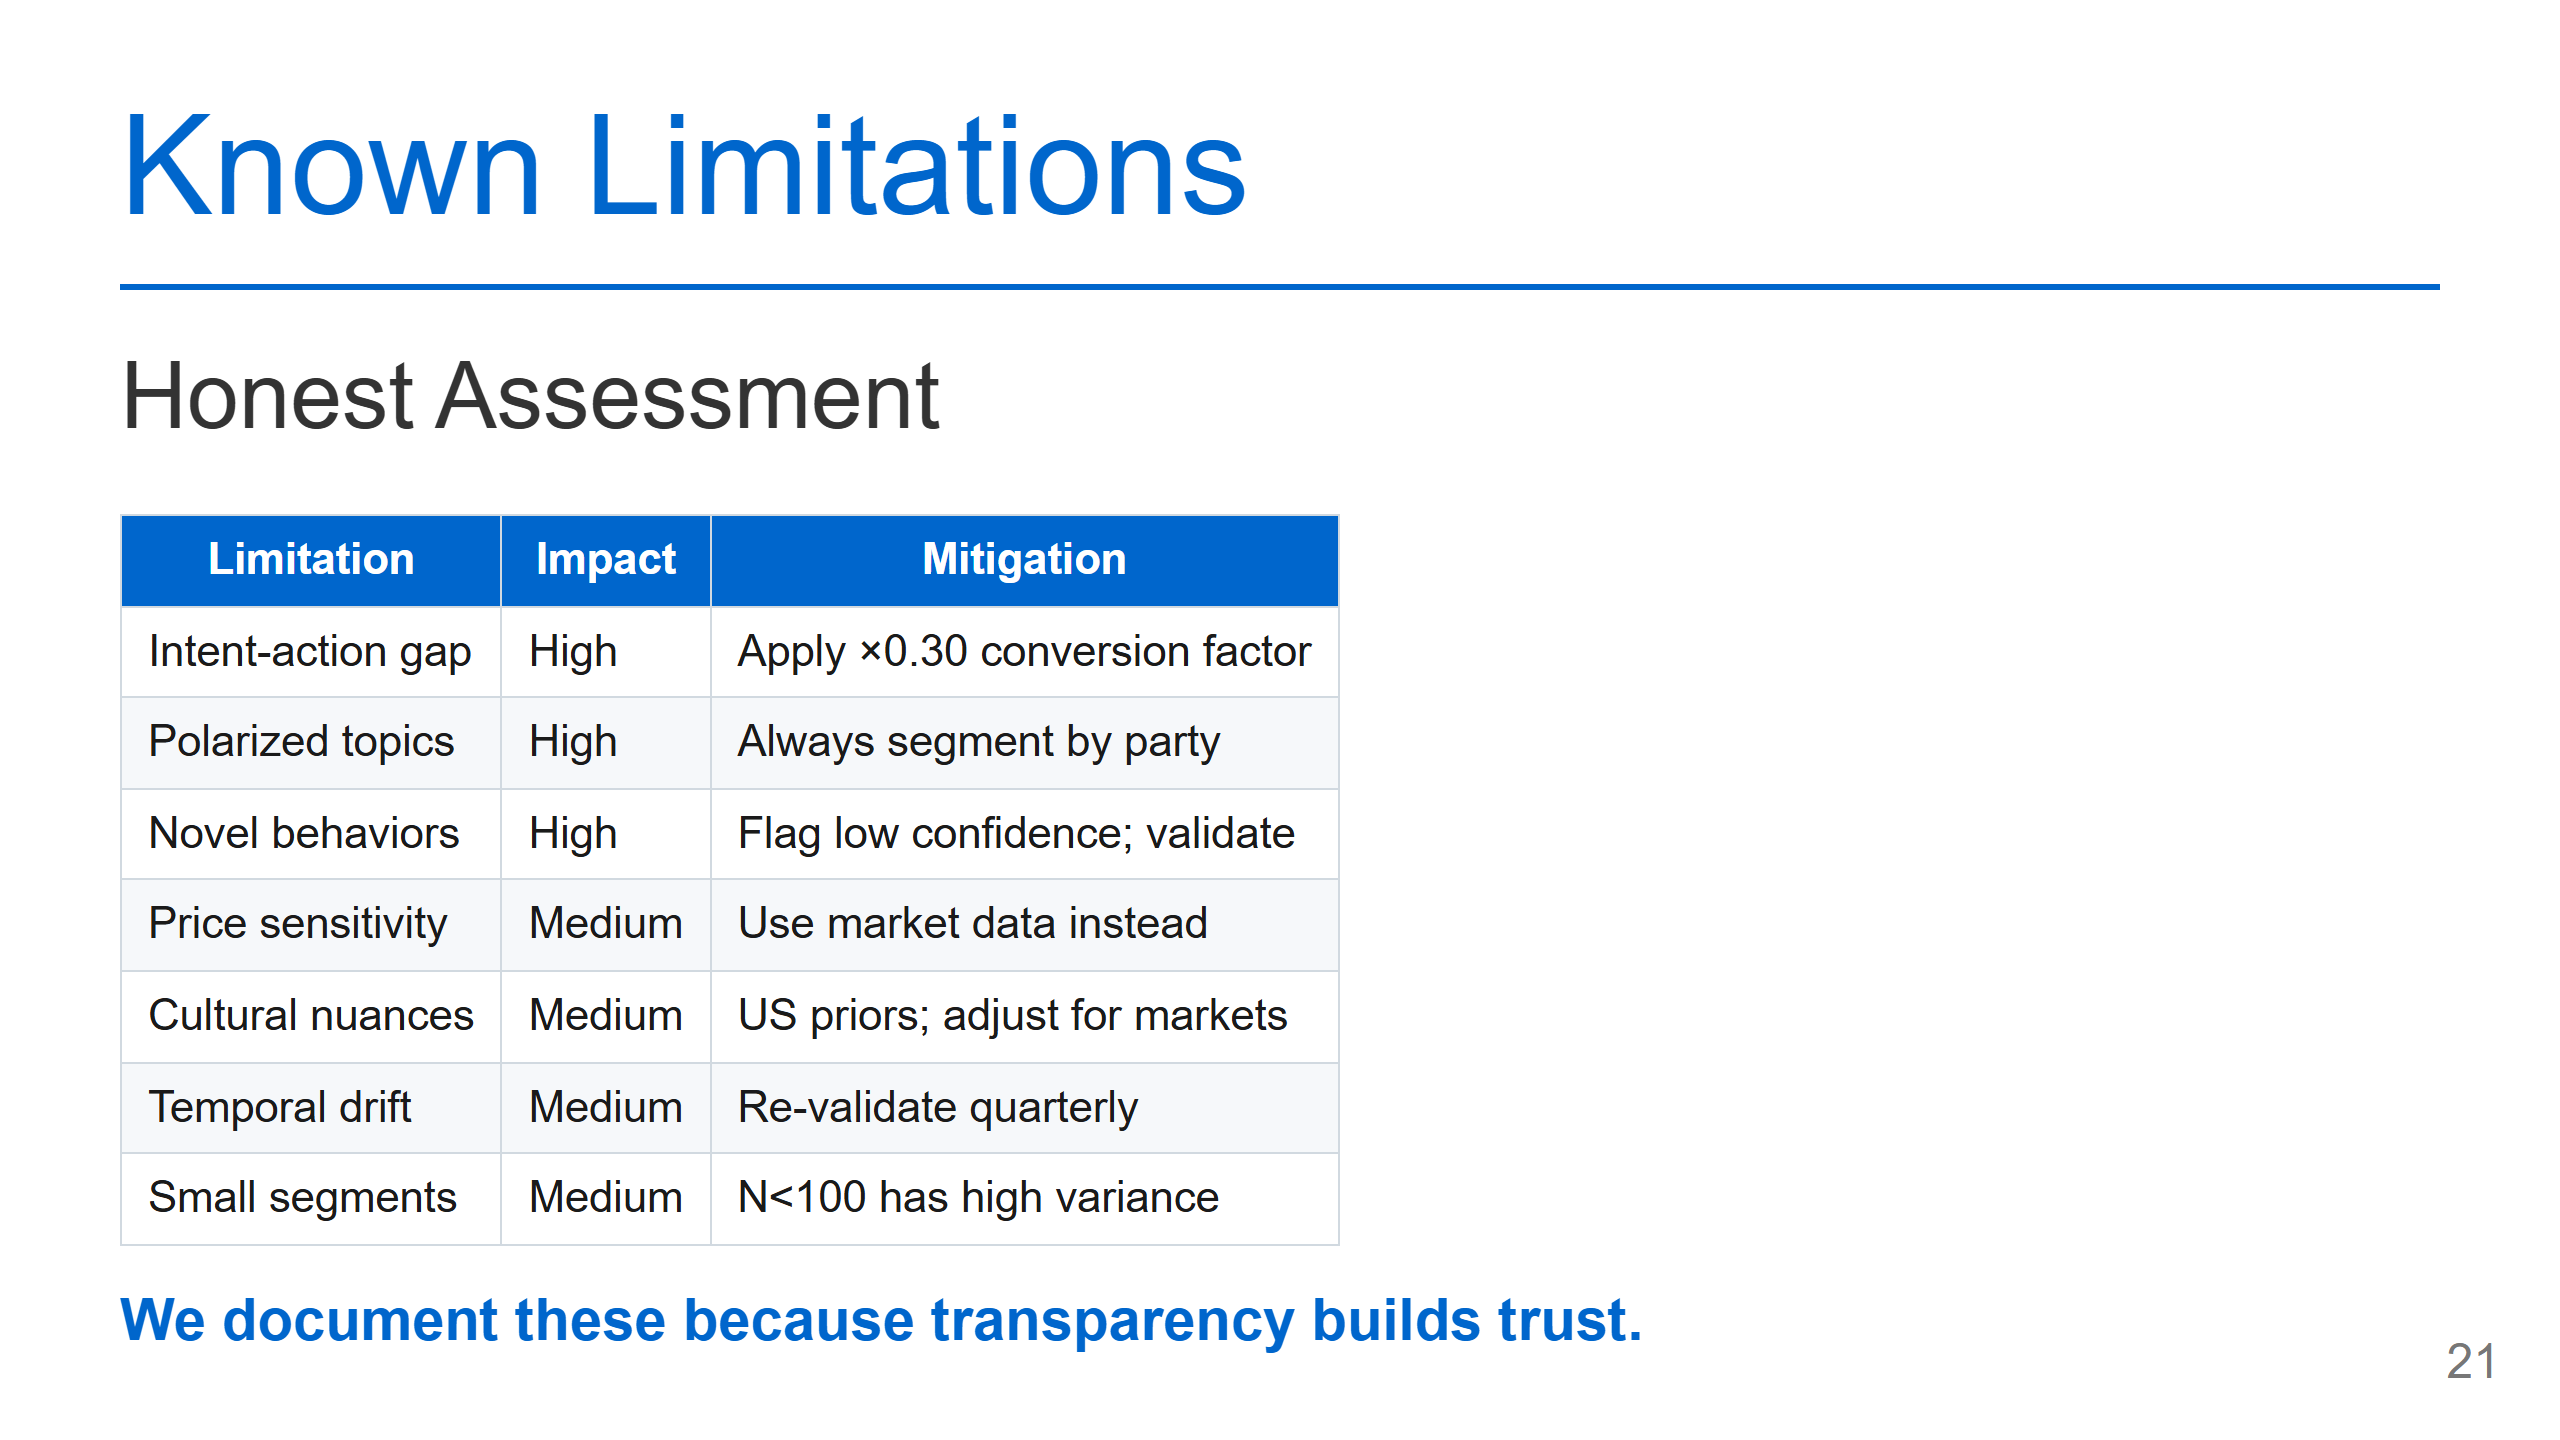 Known Limitations
Honest Assessment
Limitation Impact Mitigation
Intent-action gap High Apply ×0.30 conversion factor
Polarized topics High Always segment by party
Novel behaviors High Flag low confidence; validate
Price sensitivity Medium Use market data instead
Cultural nuances Medium US priors; adjust for markets
Temporal drift Medium Re-validate quarterly
Small segments Medium N<100 has high variance
We document these because transparency builds trust.
21